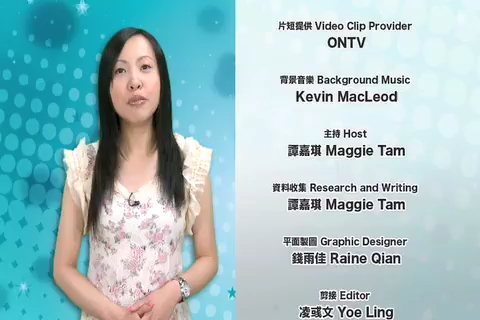 片短提供 Video Clip Provider
ONTV
背景音樂 Background Music
Kevin MacLeod
主持 Host
譚嘉琪 Maggie Tam
資料收集 Research and Writing
譚嘉琪 Maggie Tam
平面製圖 Graphic Designer
錢雨佳 Raine Qian
剪接 Editor
凌彧文 Yoe Ling